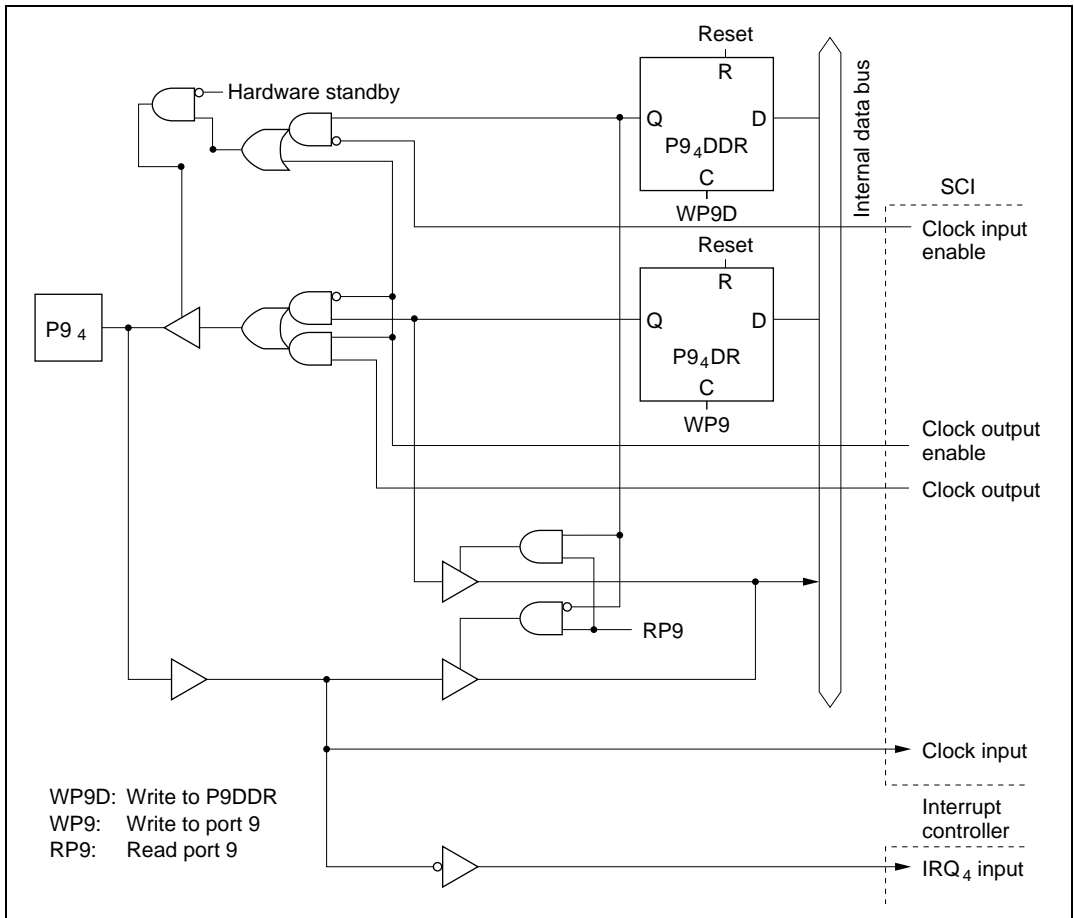 Reset
Hardware standby
R
Q
D
P9₄DDR
C
WP9D
Internal data bus
SCI
Clock input
enable
Reset
R
Q
D
P9₄DR
C
WP9
P9₄
Clock output
enable
Clock output
RP9
Clock input
WP9D: Write to P9DDR
WP9: Write to port 9
RP9: Read port 9
Interrupt
controller
IRQ₄ input